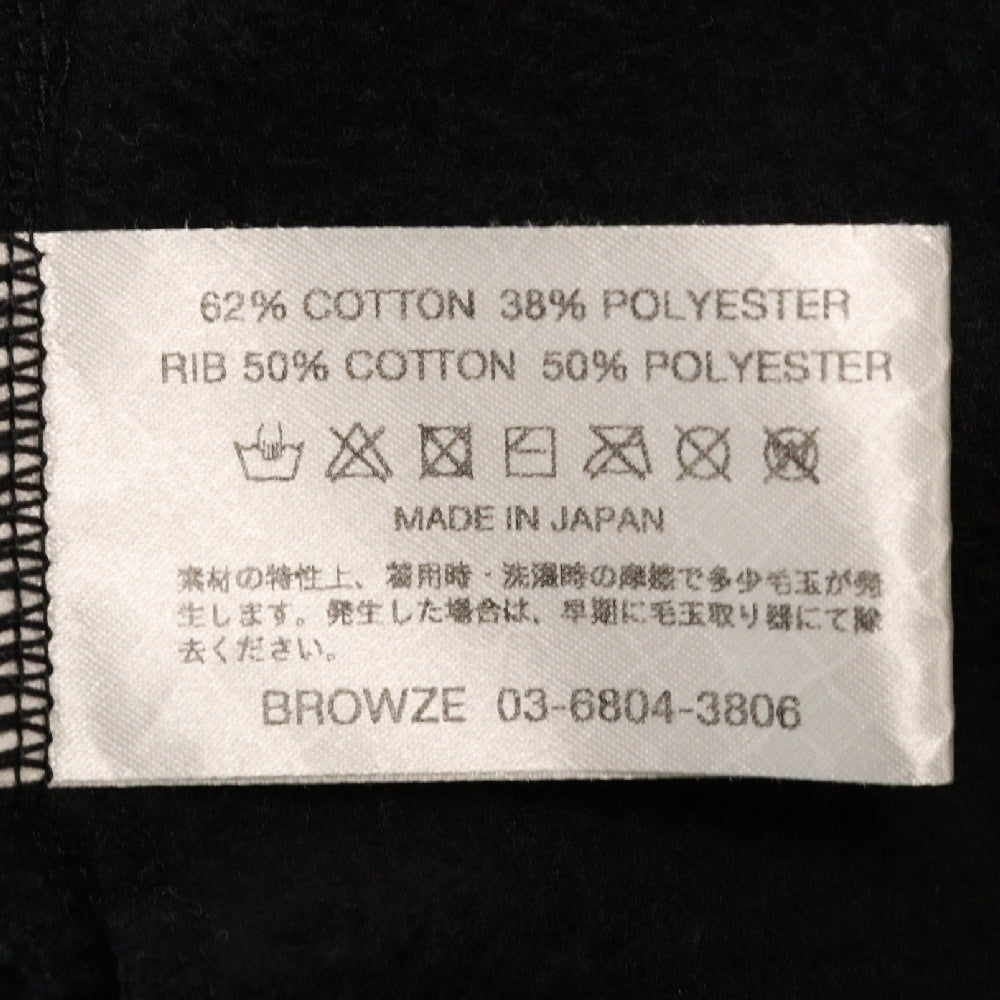 62% COTTON 38% POLYESTER
RIB 50% COTTON 50% POLYESTER
MADE IN JAPAN
素材の特性上、着用時・洗濯時の摩擦で多少毛玉が発
生します。発生した場合は、早期に毛玉取り器にて除
去ください。
BROWZE 03-6804-3806